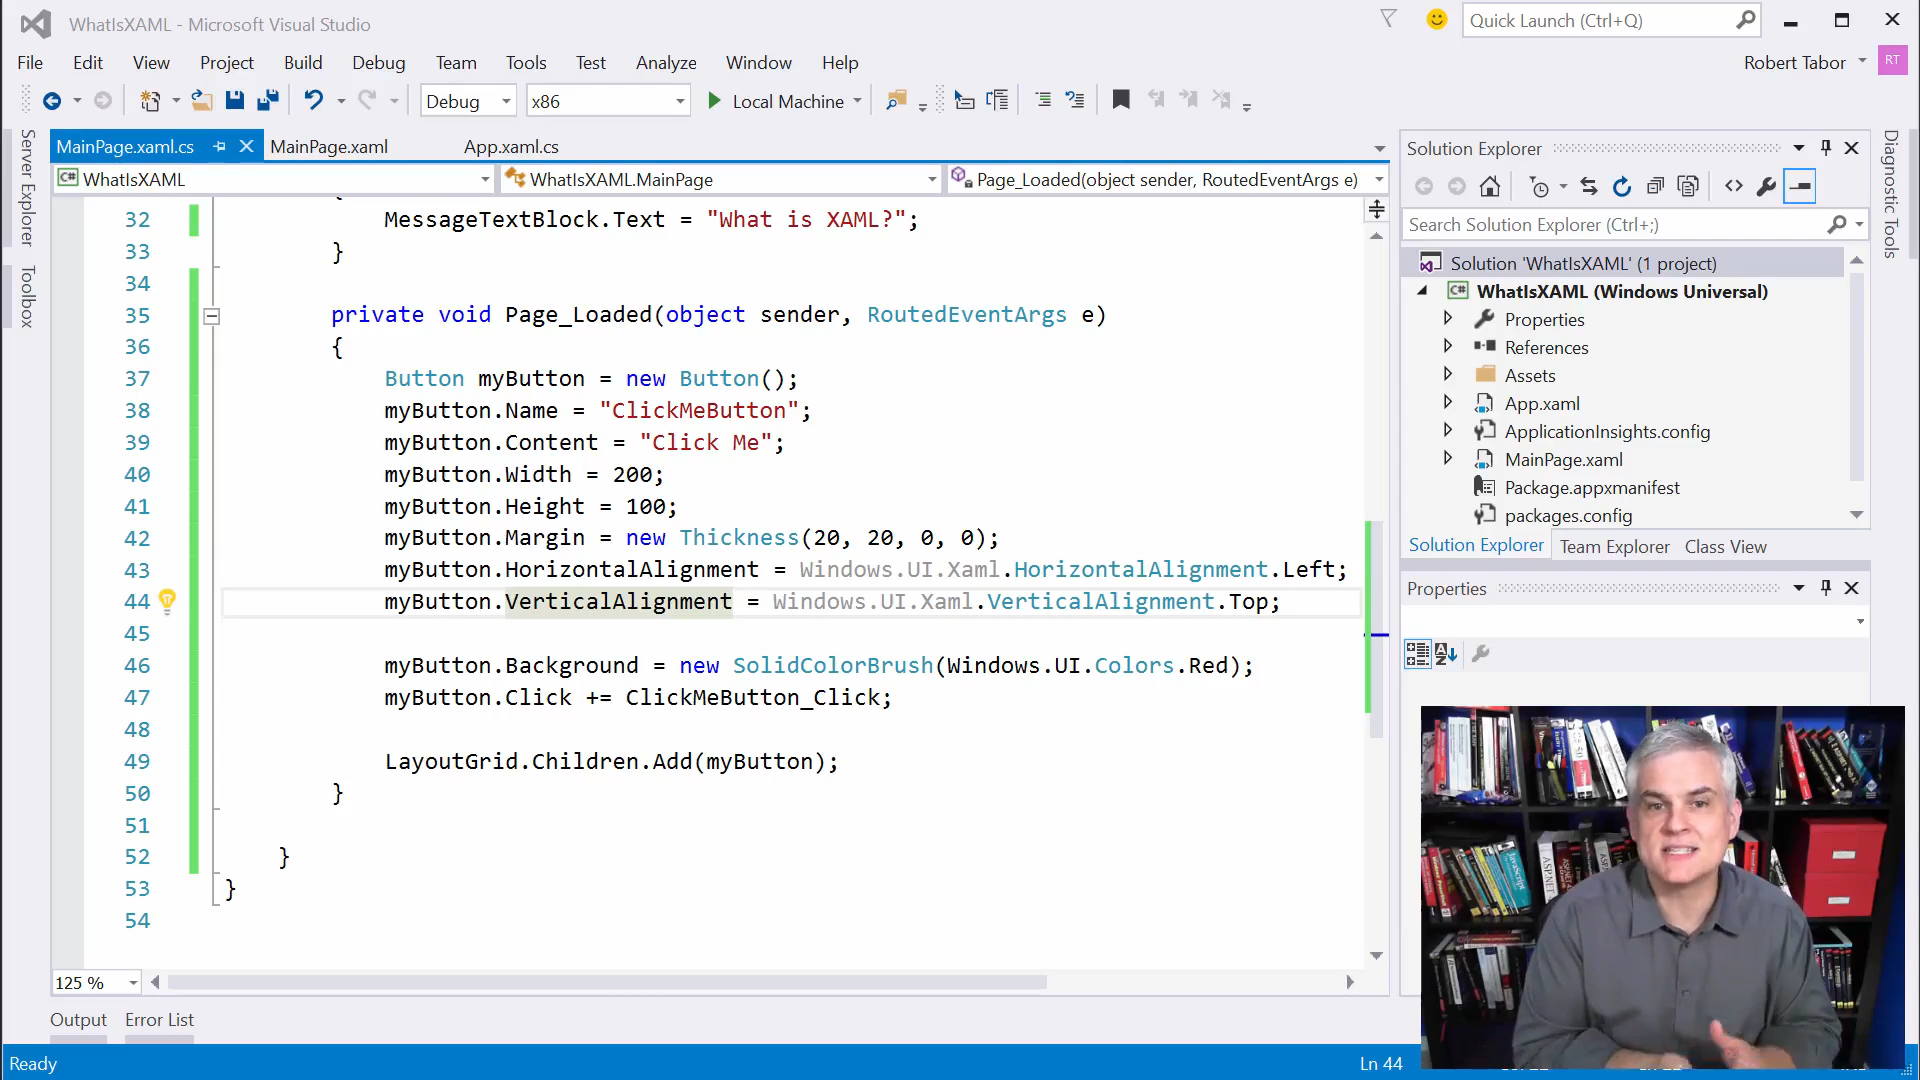 WhatIsXAML - Microsoft Visual Studio
Quick Launch (Ctrl+Q)
File Edit View Project Build Debug Team Tools Test Analyze Window Help
Robert Tabor RT
Debug x86 Local Machine
Server Explorer
Toolbox
MainPage.xaml.cs MainPage.xaml App.xaml.cs
C# WhatIsXAML WhatIsXAML.MainPage Page_Loaded(object sender, RoutedEventArgs e)
32 MessageTextBlock.Text = "What is XAML?";
33 }
34
35 private void Page_Loaded(object sender, RoutedEventArgs e)
36 {
37 Button myButton = new Button();
38 myButton.Name = "ClickMeButton";
39 myButton.Content = "Click Me";
40 myButton.Width = 200;
41 myButton.Height = 100;
42 myButton.Margin = new Thickness(20, 20, 0, 0);
43 myButton.HorizontalAlignment = Windows.UI.Xaml.HorizontalAlignment.Left;
44 myButton.VerticalAlignment = Windows.UI.Xaml.VerticalAlignment.Top;
45
46 myButton.Background = new SolidColorBrush(Windows.UI.Colors.Red);
47 myButton.Click += ClickMeButton_Click;
48
49 LayoutGrid.Children.Add(myButton);
50 }
51
52 }
53 }
54
125 %
Output Error List
Ready
Ln 44
Solution Explorer
Search Solution Explorer (Ctrl+;)
Solution 'WhatIsXAML' (1 project)
C# WhatIsXAML (Windows Universal)
Properties
References
Assets
App.xaml
ApplicationInsights.config
MainPage.xaml
Package.appxmanifest
packages.config
Solution Explorer Team Explorer Class View
Properties
Diagnostic Tools